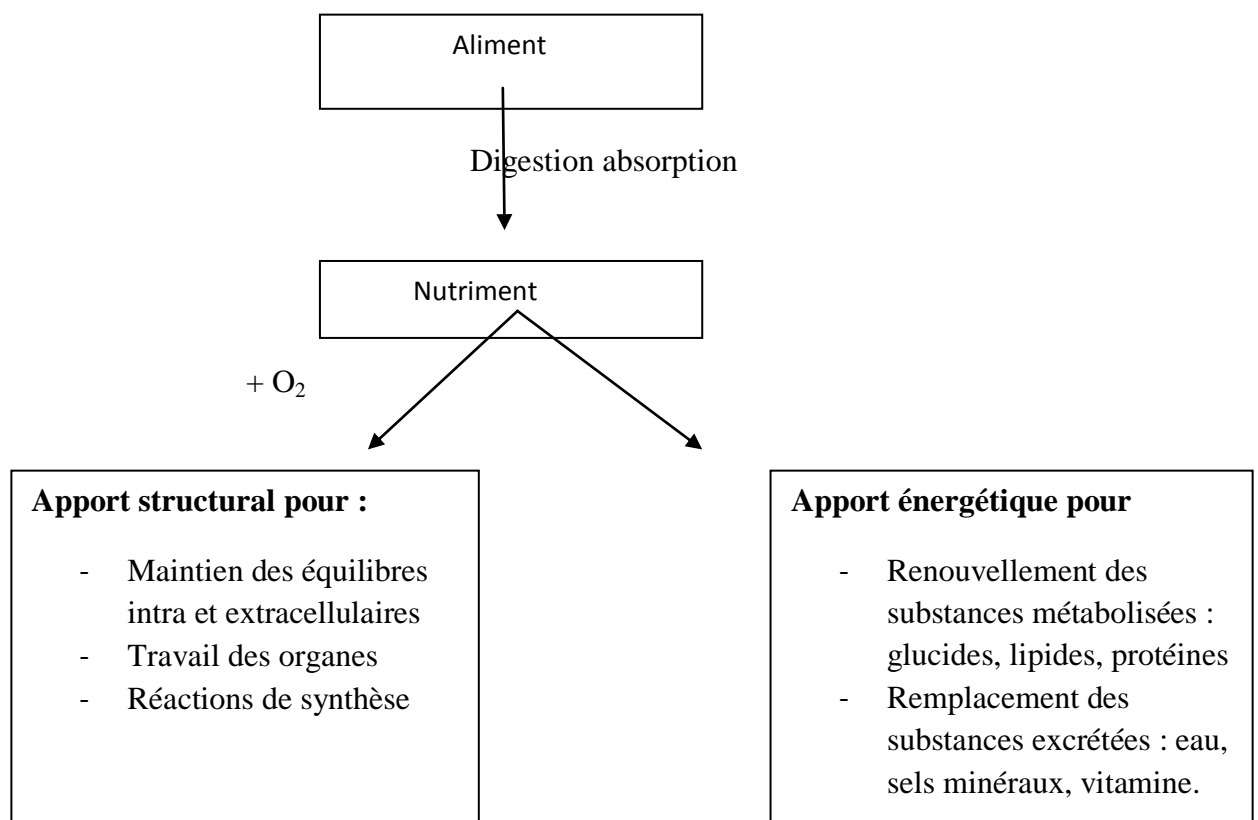 Aliment
Digestion absorption
Nutriment
+ O₂
Apport structural pour :
- Maintien des équilibres
intra et extracellulaires
- Travail des organes
- Réactions de synthèse
Apport énergétique pour
- Renouvellement des
substances métabolisées :
glucides, lipides, protéines
- Remplacement des
substances excrétées : eau,
sels minéraux, vitamine.